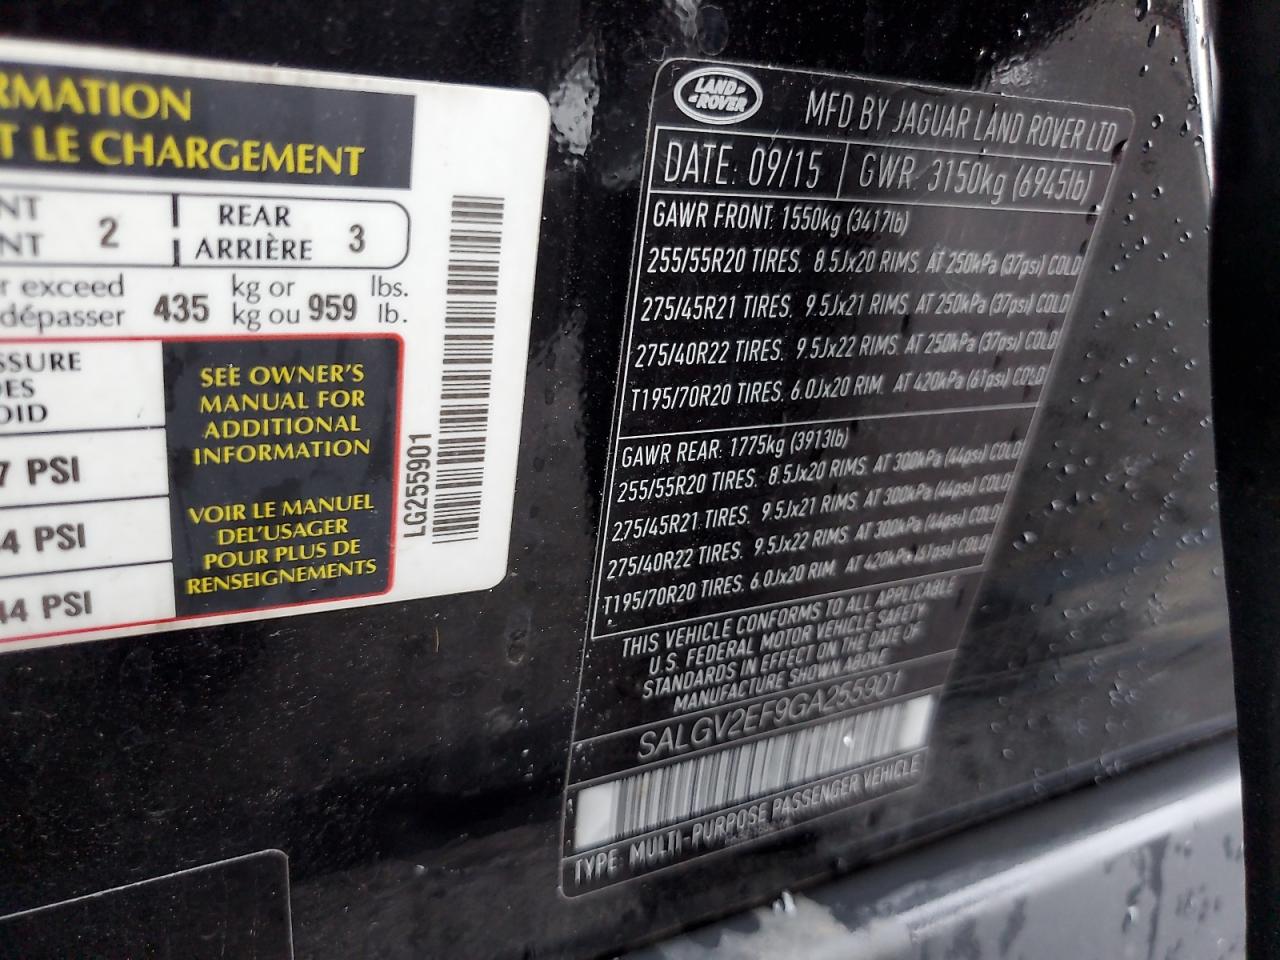 RMATION
T LE CHARGEMENT
NT 2 REAR 3
NT ARRIÈRE
r exceed 435 kg or 959 lbs.
dépasser kg ou lb.
SSURE
DES
OID
7 PSI
4 PSI
44 PSI
SEE OWNER'S
MANUAL FOR
ADDITIONAL
INFORMATION
VOIR LE MANUEL
DEL'USAGER
POUR PLUS DE
RENSEIGNEMENTS
LG255901
LAND-
-ROVER
MFD BY JAGUAR LAND ROVER LTD
DATE: 09/15 GWR: 3150kg (6945lb)
GAWR FRONT: 1550kg (3417lb)
255/55R20 TIRES, 8.5Jx20 RIMS, AT 250kPa (37psi) COLD
275/45R21 TIRES, 9.5Jx21 RIMS, AT 250kPa (37psi) COLD
275/40R22 TIRES, 9.5Jx22 RIMS, AT 250kPa (37psi) COLD
T195/70R20 TIRES, 6.0Jx20 RIM, AT 420kPa (61psi) COLD
GAWR REAR: 1775kg (3913lb)
255/55R20 TIRES, 8.5Jx20 RIMS, AT 300kPa (44psi) COLD
275/45R21 TIRES, 9.5Jx21 RIMS, AT 300kPa (44psi) COLD
275/40R22 TIRES, 9.5Jx22 RIMS, AT 300kPa (44psi) COLD
T195/70R20 TIRES, 6.0Jx20 RIM, AT 420kPa (61psi) COLD
THIS VEHICLE CONFORMS TO ALL APPLICABLE
U.S. FEDERAL MOTOR VEHICLE SAFETY
STANDARDS IN EFFECT ON THE DATE OF
MANUFACTURE SHOWN ABOVE
SALGV2EF9GA255901
TYPE: MULTI-PURPOSE PASSENGER VEHICLE